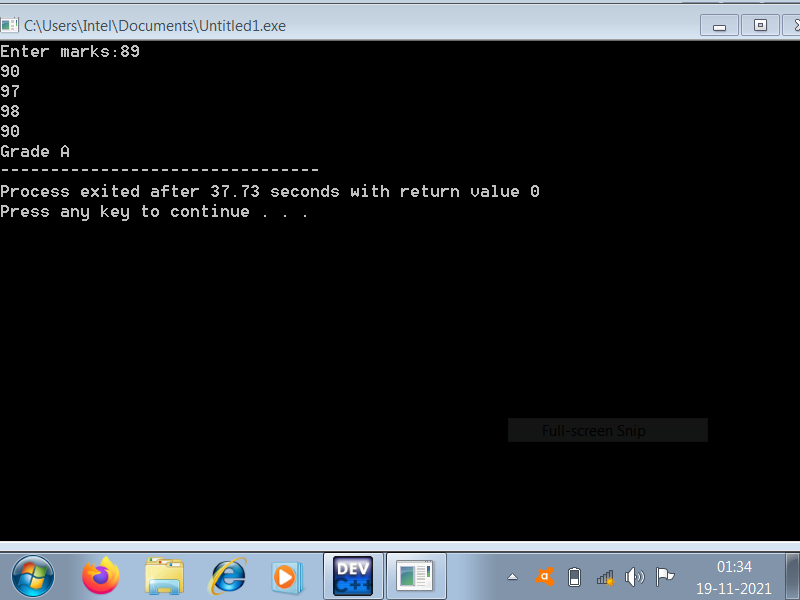 C:\Users\Intel\Documents\Untitled1.exe
Enter marks:89
90
97
98
90
Grade A
--------------------------------
Process exited after 37.73 seconds with return value 0
Press any key to continue . . .
Full-screen Snip
DEV
C++
01:34
19-11-2021